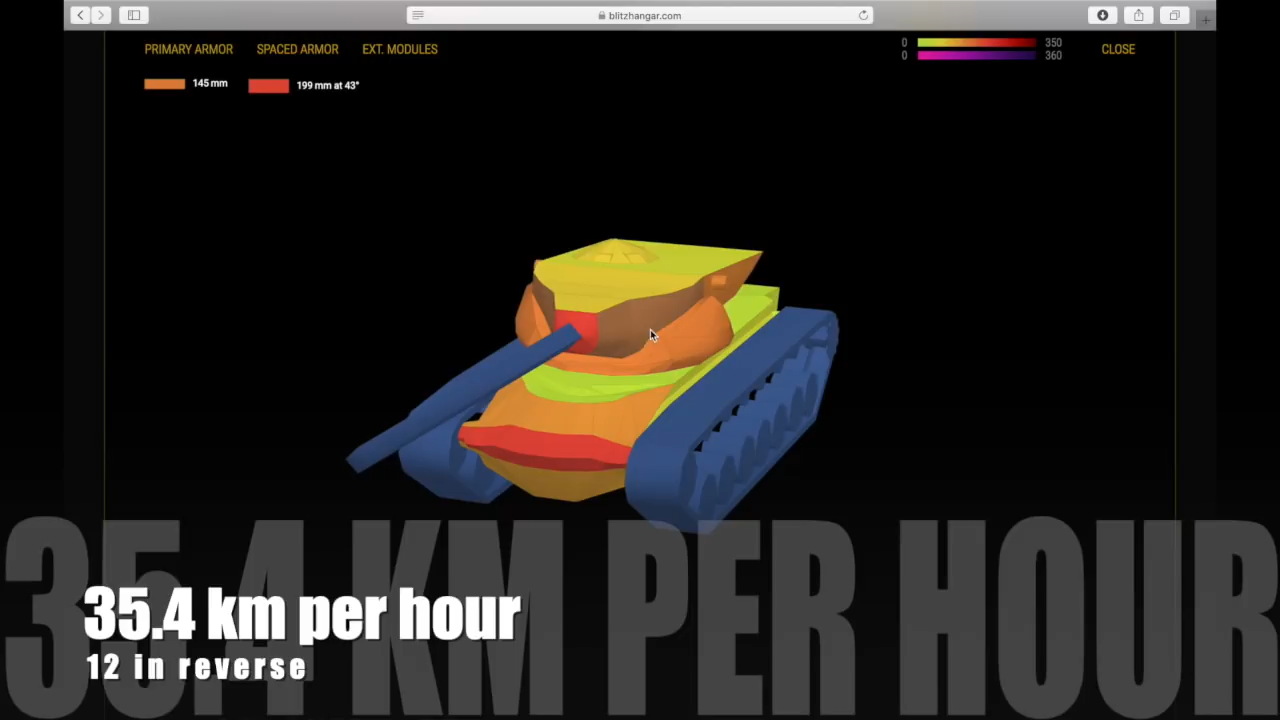 blitzhangar.com
PRIMARY ARMOR SPACED ARMOR EXT. MODULES
0 350
0 360
CLOSE
145 mm 199 mm at 43°
35.4 KM PER HOUR
35.4 km per hour
12 in reverse